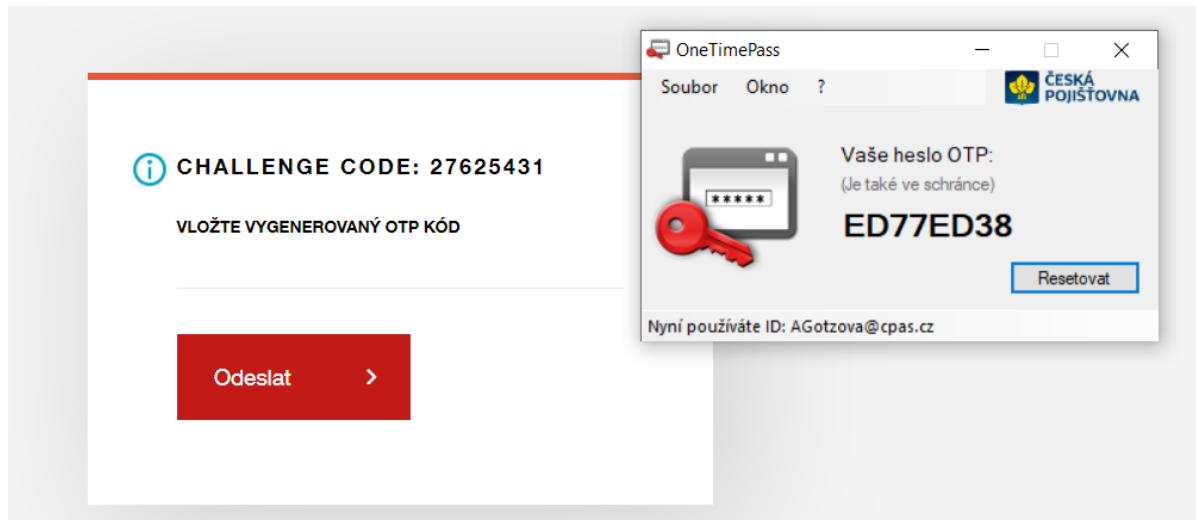 CHALLENGE CODE: 27625431
VLOŽTE VYGENEROVANÝ OTP KÓD
Odeslat
OneTimePass
Soubor Okno ?
ČESKÁ
POJIŠŤOVNA
*****
Vaše heslo OTP:
(Je také ve schránce)
ED77ED38
Resetovat
Nyní používáte ID: AGotzova@cpas.cz